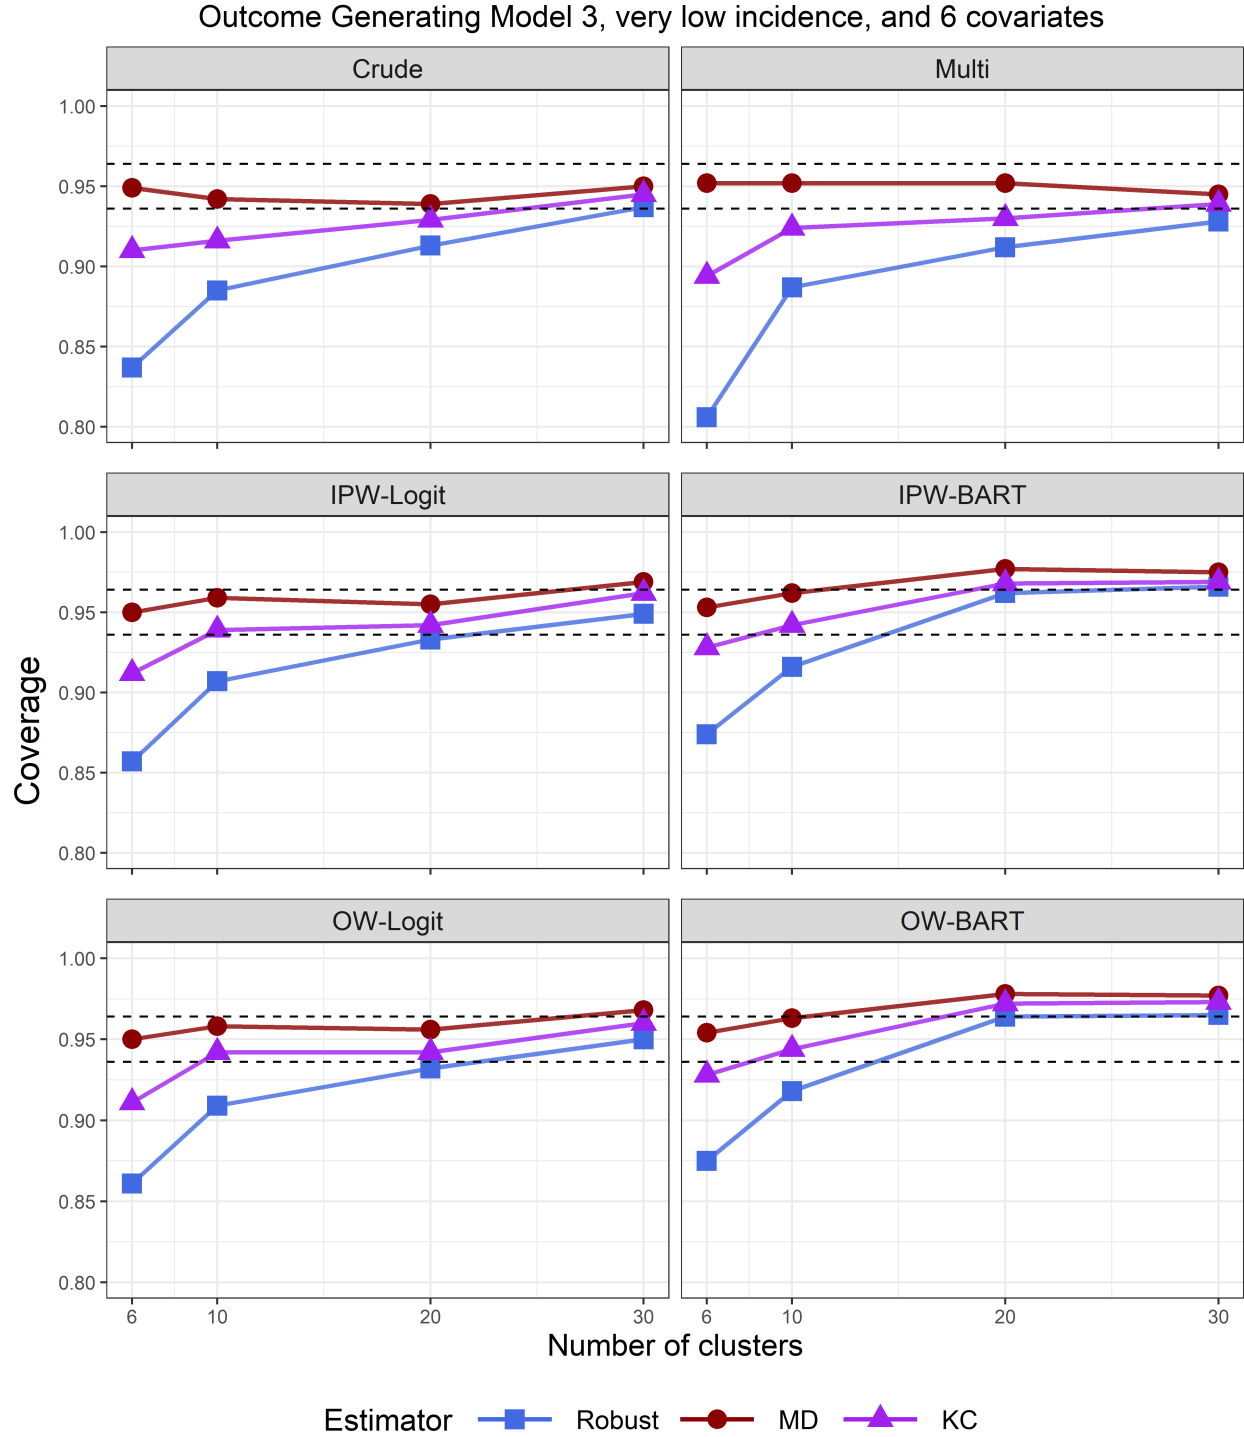 Outcome Generating Model 3, very low incidence, and 6 covariates
Crude
Multi
1.00
0.95
0.90
0.85
0.80
IPW-Logit
IPW-BART
1.00
0.95
0.90
0.85
0.80
Coverage
OW-Logit
OW-BART
1.00
0.95
0.90
0.85
0.80
6 10 20 30
6 10 20 30
Number of clusters
Estimator Robust MD KC